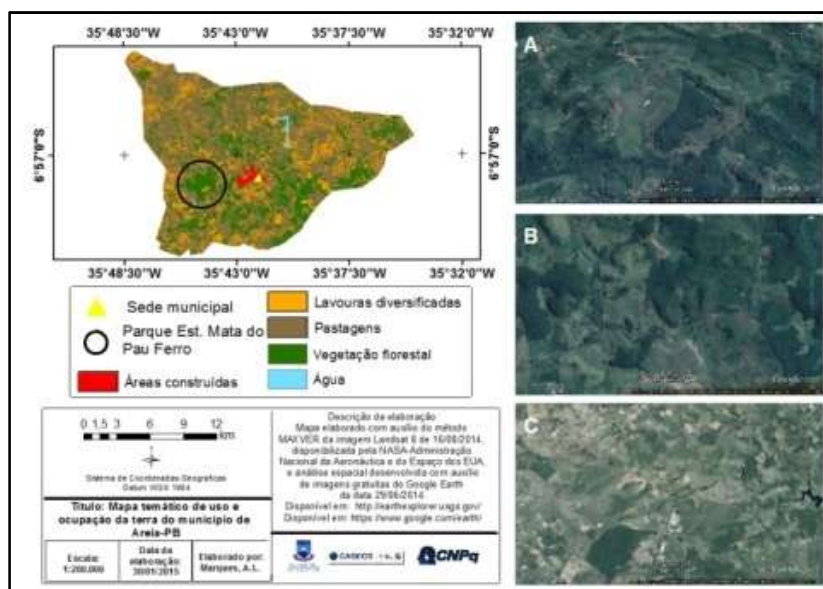 35°48'30"W 35°43'0"W 35°37'30"W 35°32'0"W
6°57'0"S
6°57'0"S
35°48'30"W 35°43'0"W 35°37'30"W 35°32'0"W
Sede municipal
Parque Est. Mata do
Pau Ferro
Áreas construídas
Lavouras diversificadas
Pastagens
Vegetação florestal
Água
0 1,5 3 6 9 12
km
Sistema de Coordenadas Geográficas
Datum WGS 1984
Título: Mapa temático de uso e
ocupação da terra do município de
Areia-PB
Escala:
1:200.000
Data da
elaboração:
30/01/2015
Elaborado por:
Marques, A.L.
Descrição da elaboração
Mapa elaborado com auxílio do método
MAXVER da imagem Landsat 8 de 16/08/2014,
disponibilizada pela NASA-Administração
Nacional da Aeronáutica e do Espaço dos EUA,
e análise espacial desenvolvida com auxílio
de imagens gratuitas do Google Earth
da data 29/06/2014
Disponível em: http://earthexplorer.usgs.gov/
Disponível em: https://www.google.com/earth/
CNPq
A
B
C